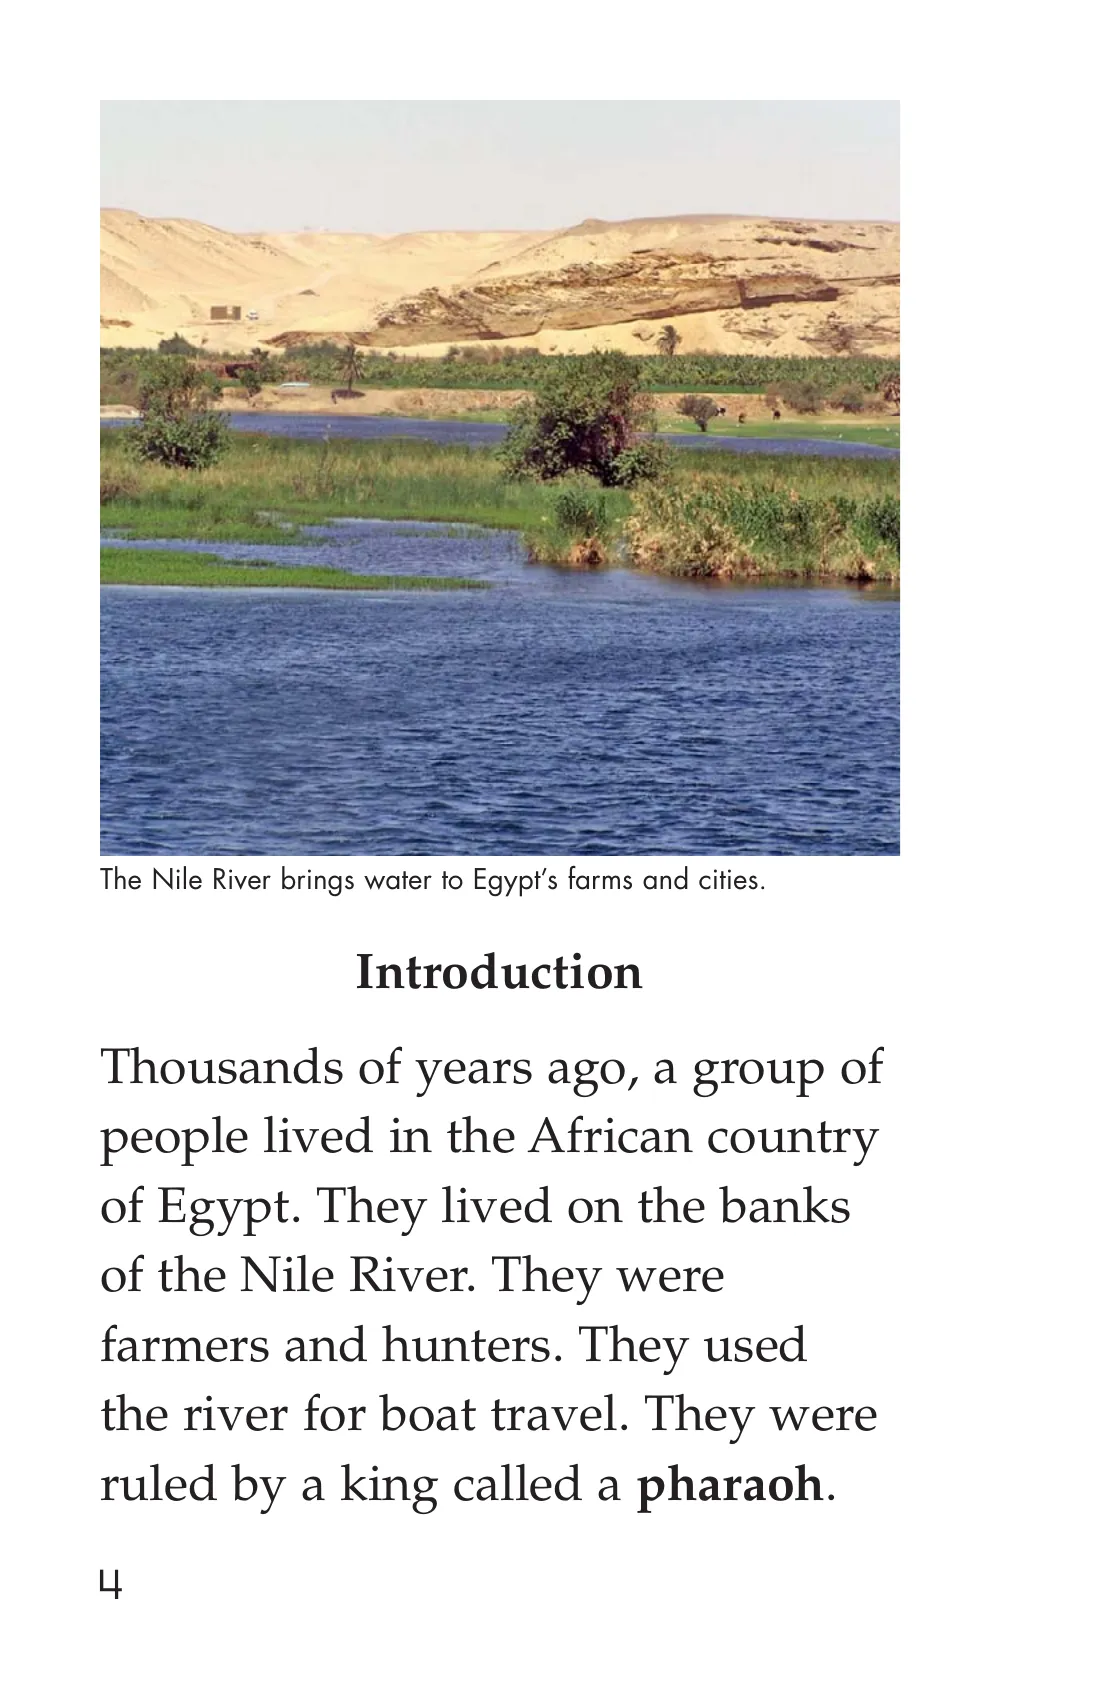 The Nile River brings water to Egypt’s farms and cities.
Introduction
Thousands of years ago, a group of
people lived in the African country
of Egypt. They lived on the banks
of the Nile River. They were
farmers and hunters. They used
the river for boat travel. They were
ruled by a king called a pharaoh.
4